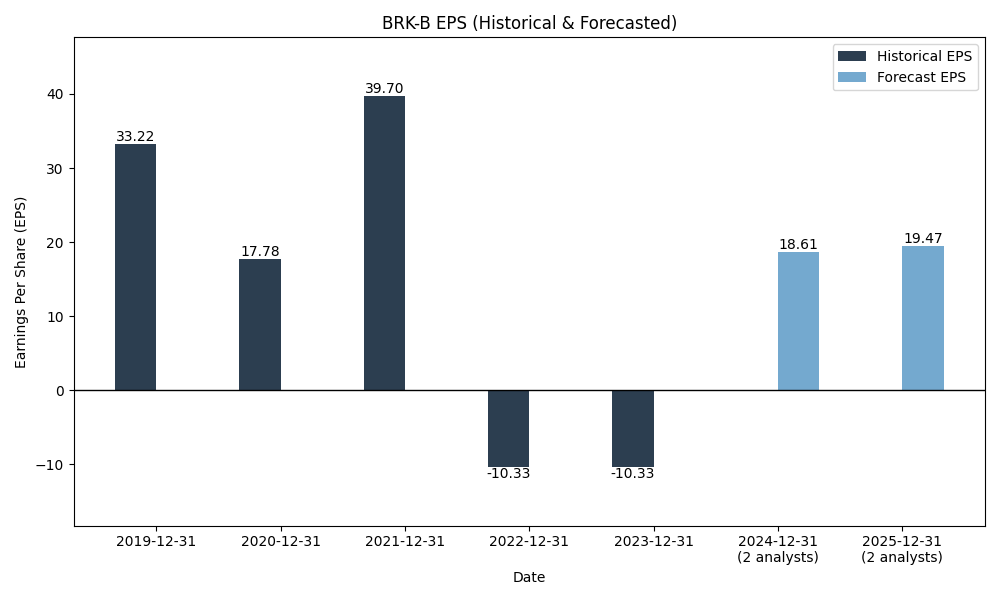 BRK-B EPS (Historical & Forecasted)
Historical EPS
Forecast EPS
Earnings Per Share (EPS)
40
30
20
10
0
−10
33.22
17.78
39.70
-10.33
-10.33
18.61
19.47
2019-12-31
2020-12-31
2021-12-31
2022-12-31
2023-12-31
2024-12-31
(2 analysts)
2025-12-31
(2 analysts)
Date